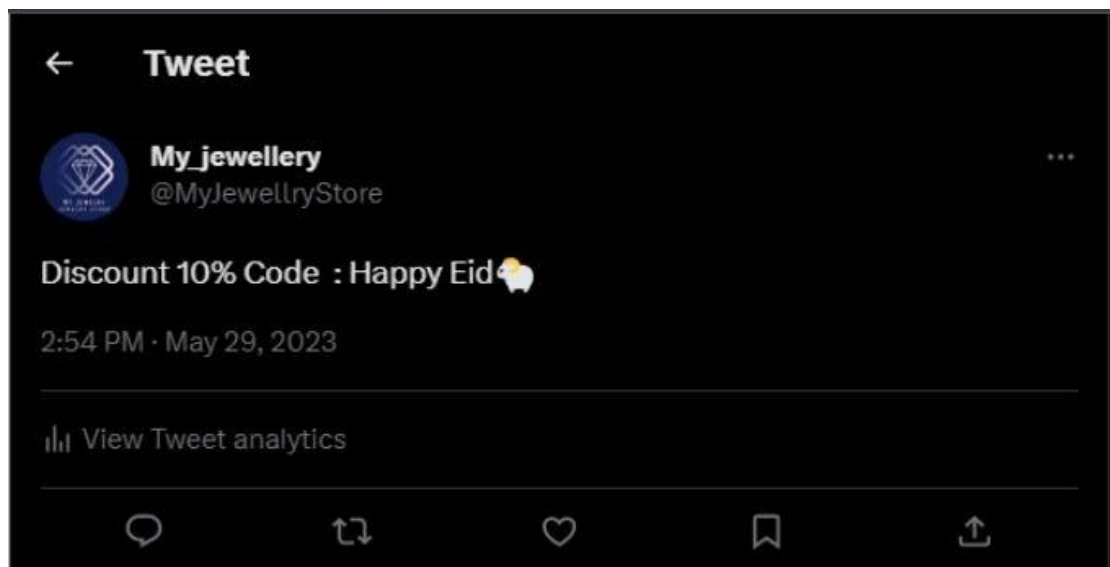 Tweet
My_jewellery
@MyJewellryStore
Discount 10% Code : Happy Eid🐑
2:54 PM · May 29, 2023
View Tweet analytics